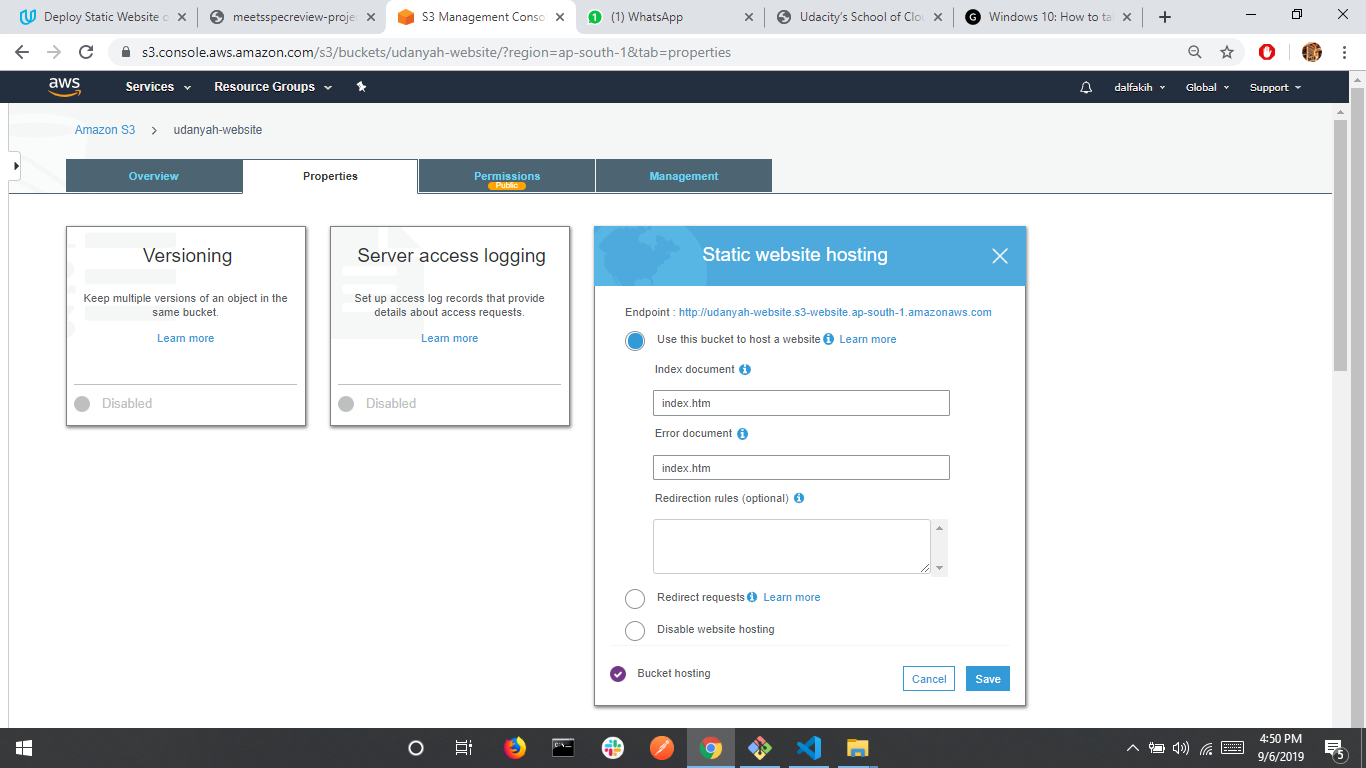 Deploy Static Website o
meetsspecreview-proje
S3 Management Conso
(1) WhatsApp
Udacity's School of Clo
Windows 10: How to ta
s3.console.aws.amazon.com/s3/buckets/udanyah-website/?region=ap-south-1&tab=properties
aws
Services
Resource Groups
dalfakih
Global
Support
Amazon S3
udanyah-website
Overview
Properties
Permissions
Public
Management
Versioning
Keep multiple versions of an object in the
same bucket.
Learn more
Disabled
Server access logging
Set up access log records that provide
details about access requests.
Learn more
Disabled
Static website hosting
Endpoint : http://udanyah-website.s3-website.ap-south-1.amazonaws.com
Use this bucket to host a website Learn more
Index document
index.htm
Error document
index.htm
Redirection rules (optional)
Redirect requests Learn more
Disable website hosting
Bucket hosting
Cancel
Save
4:50 PM
9/6/2019
5